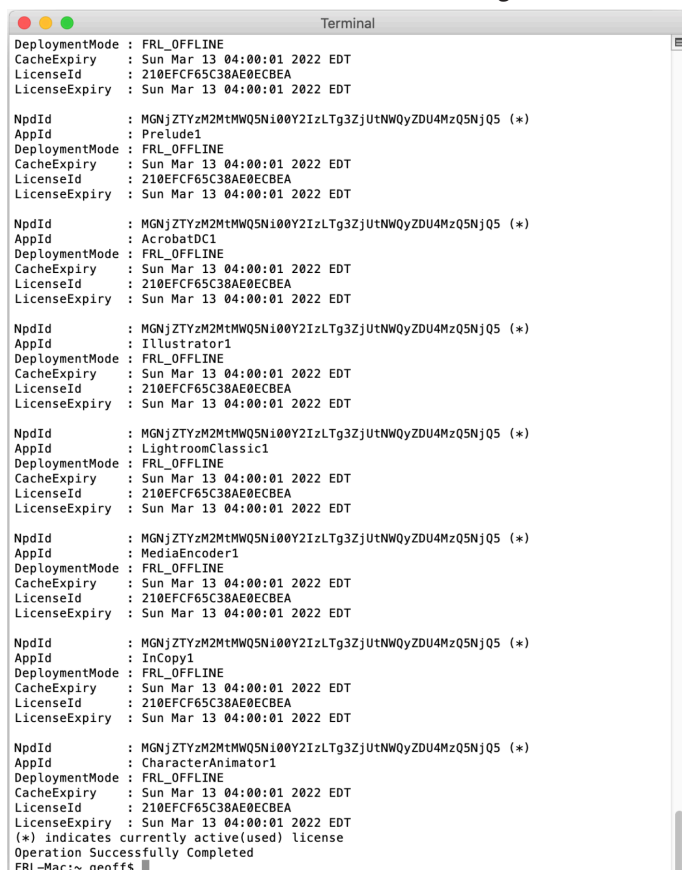 Terminal
DeploymentMode : FRL_OFFLINE
CacheExpiry : Sun Mar 13 04:00:01 2022 EDT
LicenseId : 210EFCF65C38AE0ECBEA
LicenseExpiry : Sun Mar 13 04:00:01 2022 EDT
NpdId : MGNjZTYzM2MtMWQ5Ni00Y2IzLTg3ZjUtNWQyZDU4MzQ5NjQ5 (*)
AppId : Prelude1
DeploymentMode : FRL_OFFLINE
CacheExpiry : Sun Mar 13 04:00:01 2022 EDT
LicenseId : 210EFCF65C38AE0ECBEA
LicenseExpiry : Sun Mar 13 04:00:01 2022 EDT
NpdId : MGNjZTYzM2MtMWQ5Ni00Y2IzLTg3ZjUtNWQyZDU4MzQ5NjQ5 (*)
AppId : AcrobatDC1
DeploymentMode : FRL_OFFLINE
CacheExpiry : Sun Mar 13 04:00:01 2022 EDT
LicenseId : 210EFCF65C38AE0ECBEA
LicenseExpiry : Sun Mar 13 04:00:01 2022 EDT
NpdId : MGNjZTYzM2MtMWQ5Ni00Y2IzLTg3ZjUtNWQyZDU4MzQ5NjQ5 (*)
AppId : Illustrator1
DeploymentMode : FRL_OFFLINE
CacheExpiry : Sun Mar 13 04:00:01 2022 EDT
LicenseId : 210EFCF65C38AE0ECBEA
LicenseExpiry : Sun Mar 13 04:00:01 2022 EDT
NpdId : MGNjZTYzM2MtMWQ5Ni00Y2IzLTg3ZjUtNWQyZDU4MzQ5NjQ5 (*)
AppId : LightroomClassic1
DeploymentMode : FRL_OFFLINE
CacheExpiry : Sun Mar 13 04:00:01 2022 EDT
LicenseId : 210EFCF65C38AE0ECBEA
LicenseExpiry : Sun Mar 13 04:00:01 2022 EDT
NpdId : MGNjZTYzM2MtMWQ5Ni00Y2IzLTg3ZjUtNWQyZDU4MzQ5NjQ5 (*)
AppId : MediaEncoder1
DeploymentMode : FRL_OFFLINE
CacheExpiry : Sun Mar 13 04:00:01 2022 EDT
LicenseId : 210EFCF65C38AE0ECBEA
LicenseExpiry : Sun Mar 13 04:00:01 2022 EDT
NpdId : MGNjZTYzM2MtMWQ5Ni00Y2IzLTg3ZjUtNWQyZDU4MzQ5NjQ5 (*)
AppId : InCopy1
DeploymentMode : FRL_OFFLINE
CacheExpiry : Sun Mar 13 04:00:01 2022 EDT
LicenseId : 210EFCF65C38AE0ECBEA
LicenseExpiry : Sun Mar 13 04:00:01 2022 EDT
NpdId : MGNjZTYzM2MtMWQ5Ni00Y2IzLTg3ZjUtNWQyZDU4MzQ5NjQ5 (*)
AppId : CharacterAnimator1
DeploymentMode : FRL_OFFLINE
CacheExpiry : Sun Mar 13 04:00:01 2022 EDT
LicenseId : 210EFCF65C38AE0ECBEA
LicenseExpiry : Sun Mar 13 04:00:01 2022 EDT
(*) indicates currently active(used) license
Operation Successfully Completed
FRL-Mac:~ geoff$